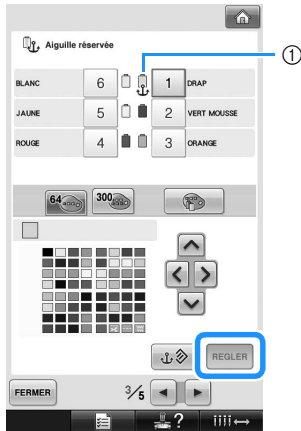 Aiguille réservée
①
BLANC 6 1 DRAP
JAUNE 5 2 VERT MOUSSE
ROUGE 4 3 ORANGE
64 300
REGLER
FERMER 3/5
?